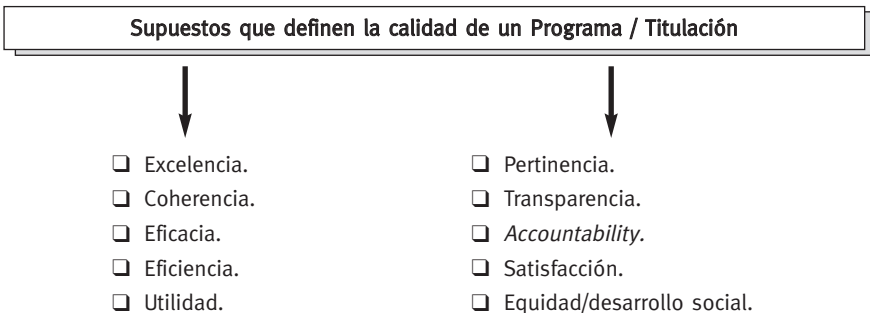 Supuestos que definen la calidad de un Programa / Titulación
❏ Excelencia.
❏ Coherencia.
❏ Eficacia.
❏ Eficiencia.
❏ Utilidad.
❏ Pertinencia.
❏ Transparencia.
❏ Accountability.
❏ Satisfacción.
❏ Equidad/desarrollo social.